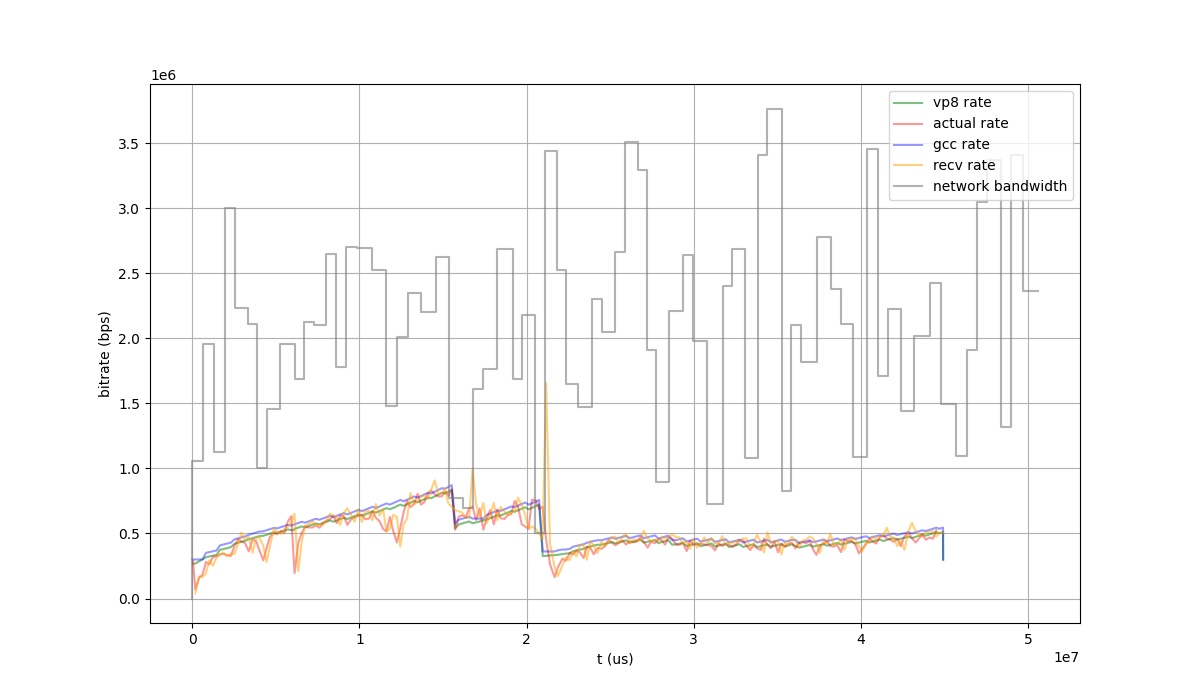 1e6
3.5
3.0
2.5
2.0
1.5
1.0
0.5
0.0
bitrate (bps)
vp8 rate
actual rate
gcc rate
recv rate
network bandwidth
0
1
2
3
4
5
t (us)
1e7